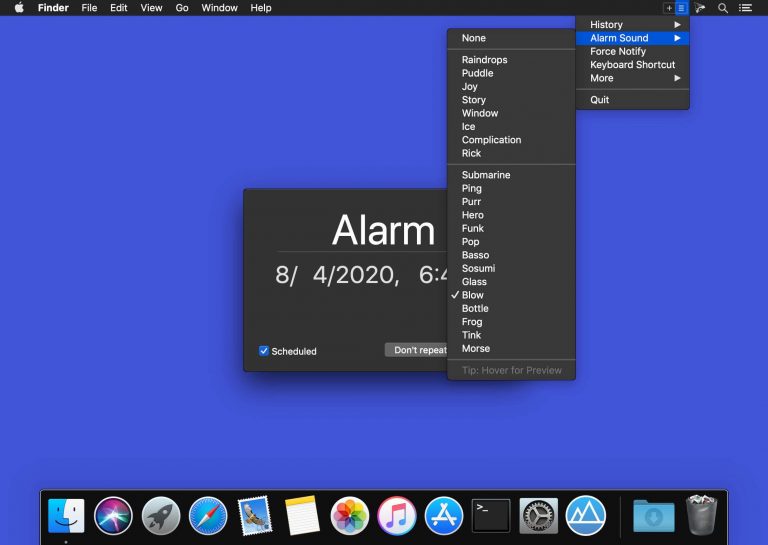 Finder File Edit View Go Window Help
History
Alarm Sound
Force Notify
Keyboard Shortcut
More
Quit
None
Raindrops
Puddle
Joy
Story
Window
Ice
Complication
Rick
Submarine
Ping
Purr
Hero
Funk
Pop
Basso
Sosumi
Glass
Blow
Bottle
Frog
Tink
Morse
Tip: Hover for Preview
Alarm
8/ 4/2020, 6:4
Scheduled
Don't repeat